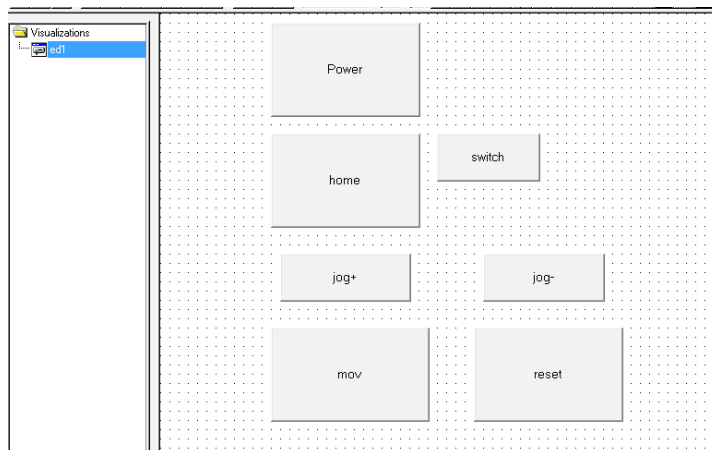 Visualizations
ed1
Power
home
switch
jog+
jog-
mov
reset